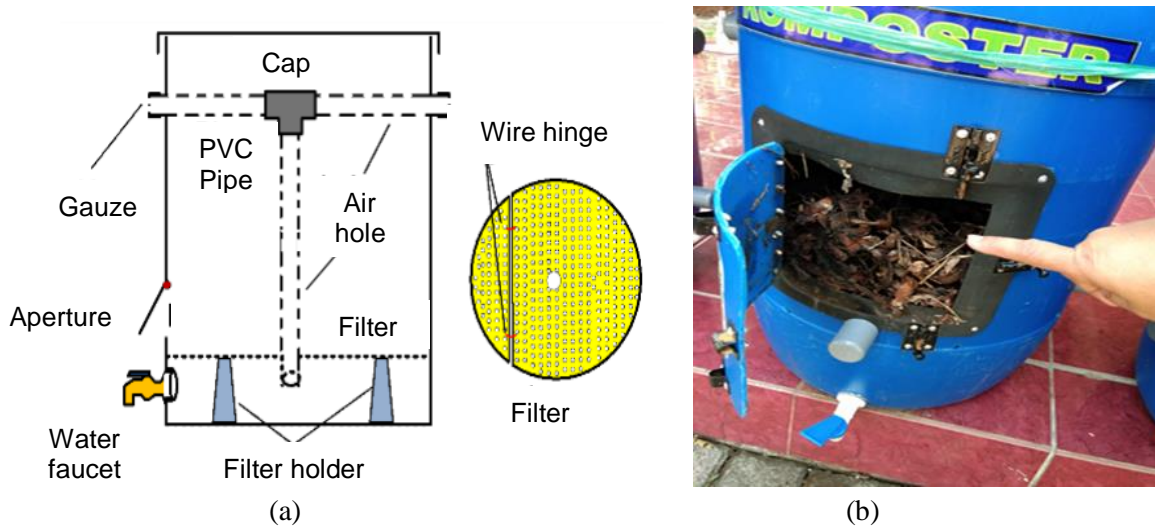 Cap
PVC
Pipe
Gauze
Air
hole
Aperture
Filter
Water
faucet
Filter holder
Wire hinge
Filter
(a)
KOMPOSTER
(b)